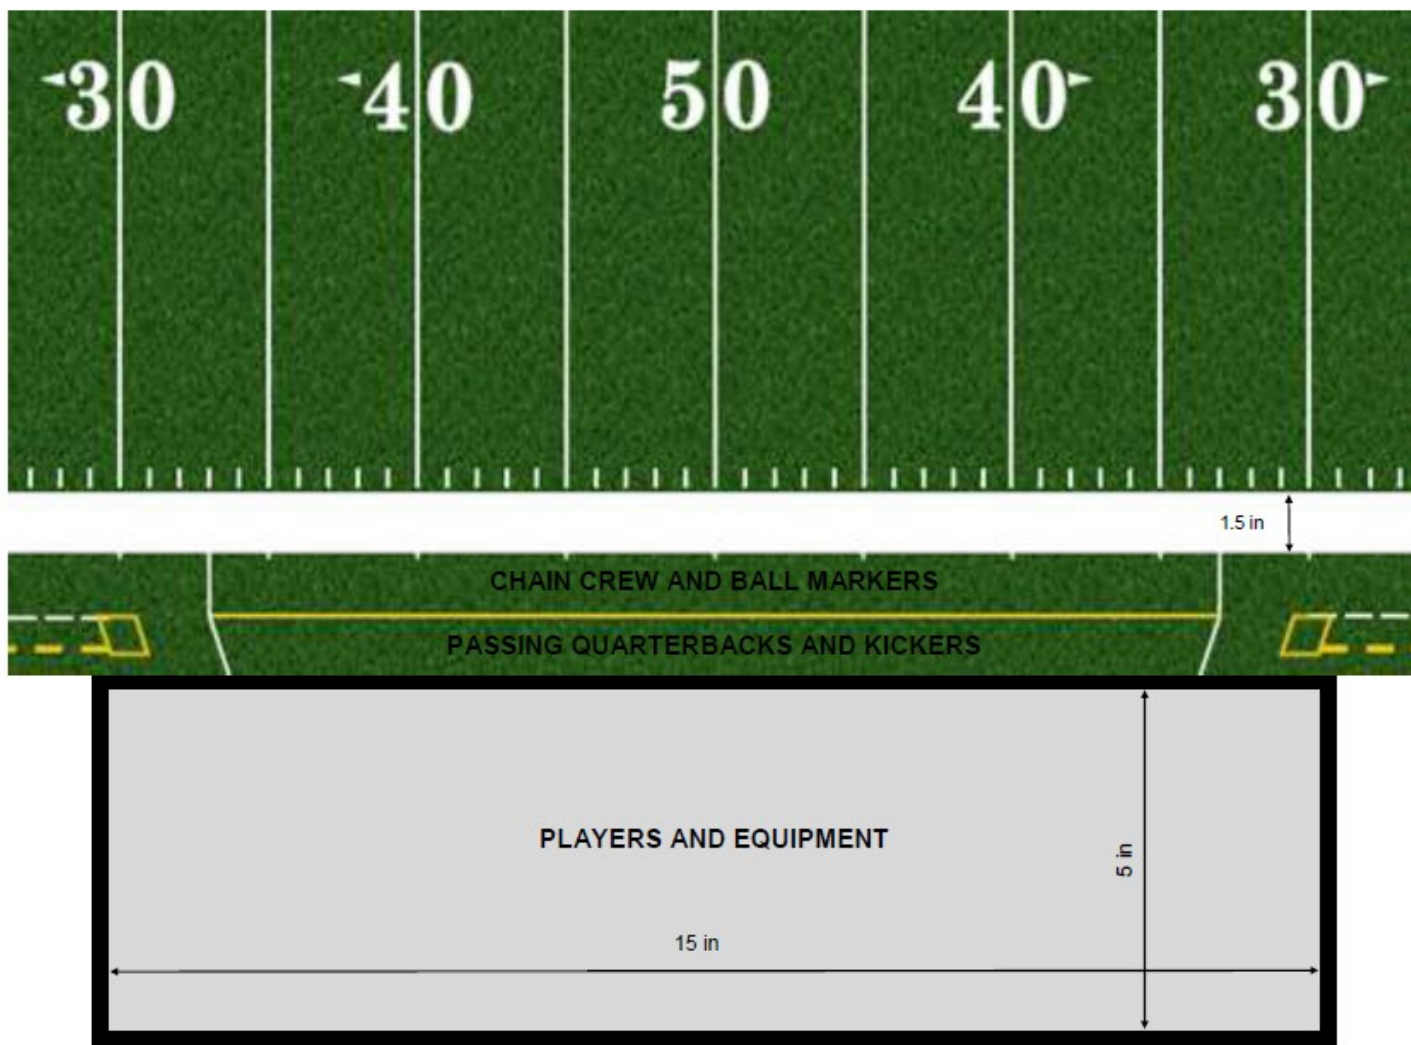 30 40 50 40 30
1.5 in
CHAIN CREW AND BALL MARKERS
PASSING QUARTERBACKS AND KICKERS
PLAYERS AND EQUIPMENT
5 in
15 in